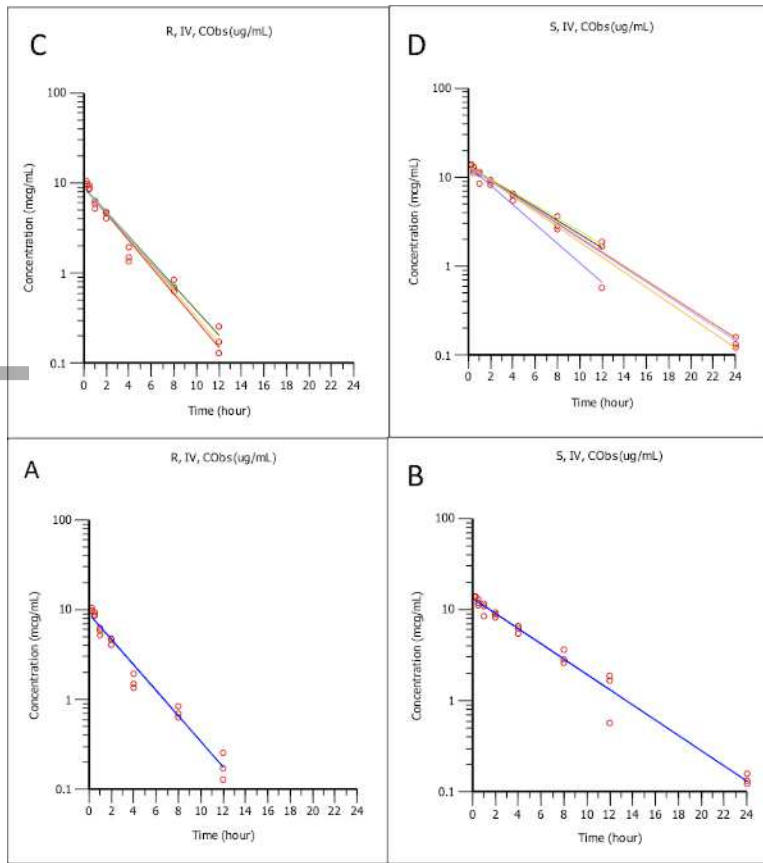 C
R, IV, CObs(ug/mL)
Concentration (mcg/mL)
100
10
1
0.1
0 2 4 6 8 10 12 14 16 18 20 22 24
Time (hour)
D
S, IV, CObs(ug/mL)
Concentration (mcg/mL)
100
10
1
0.1
0 2 4 6 8 10 12 14 16 18 20 22 24
Time (hour)
A
R, IV, CObs(ug/mL)
Concentration (mcg/mL)
100
10
1
0.1
0 2 4 6 8 10 12 14 16 18 20 22 24
Time (hour)
B
S, IV, CObs(ug/mL)
Concentration (mcg/mL)
100
10
1
0.1
0 2 4 6 8 10 12 14 16 18 20 22 24
Time (hour)